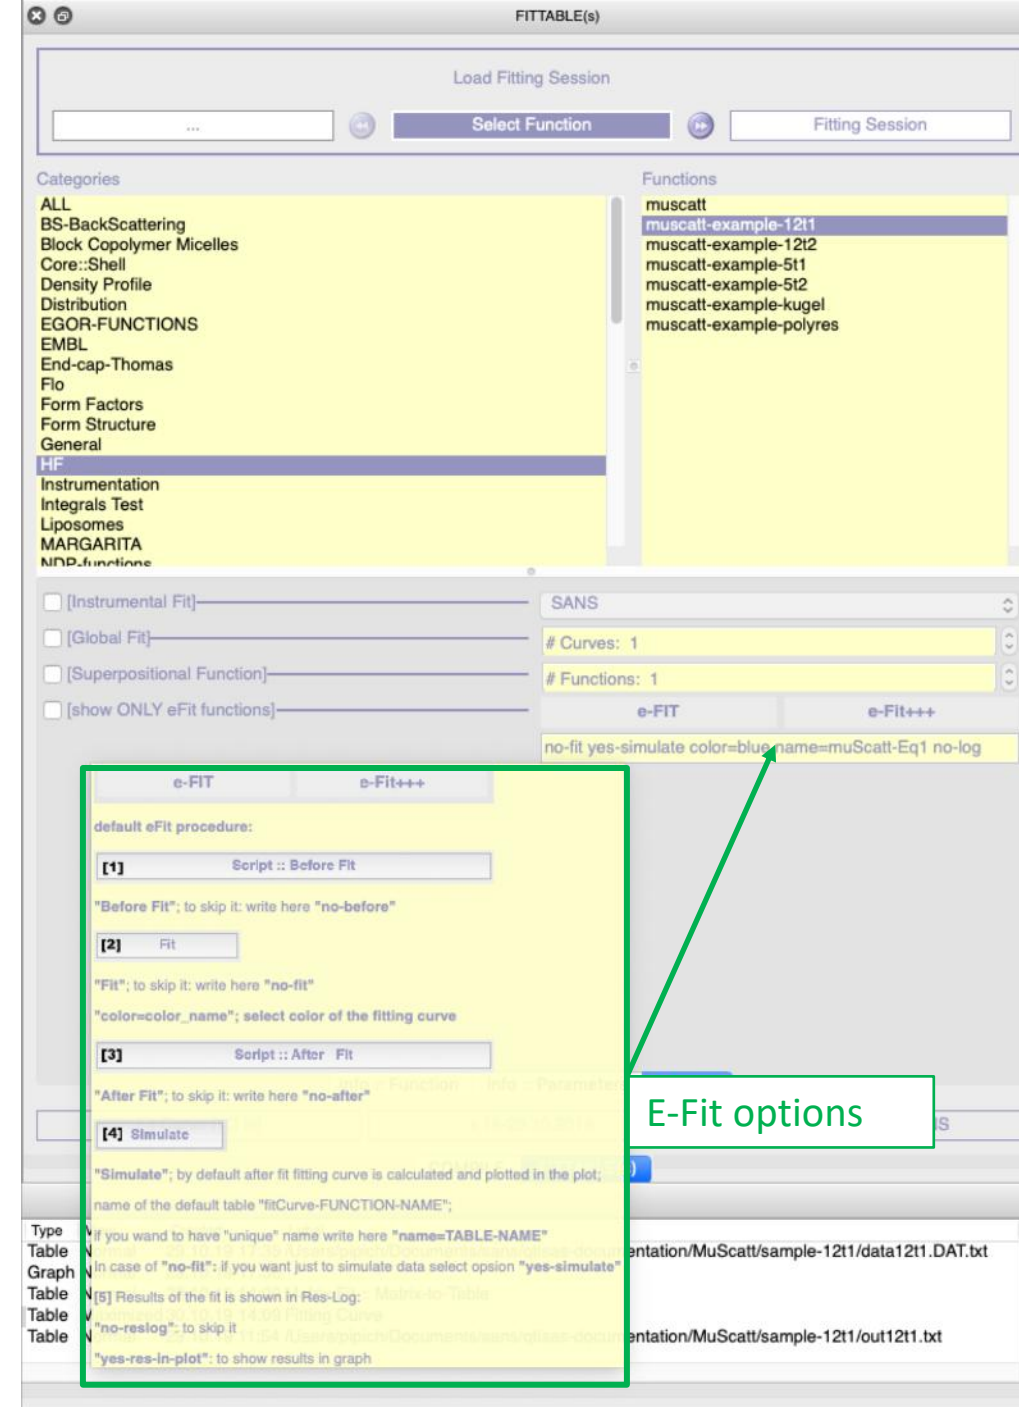 FITTABLE(s)
Load Fitting Session
...
Select Function
Fitting Session
Categories
Functions
ALL
BS-BackScattering
Block Copolymer Micelles
Core::Shell
Density Profile
Distribution
EGOR-FUNCTIONS
EMBL
End-cap-Thomas
Flo
Form Factors
Form Structure
General
HF
Instrumentation
Integrals Test
Liposomes
MARGARITA
NDP-functions
muscatt
muscatt-example-12t1
muscatt-example-12t2
muscatt-example-5t1
muscatt-example-5t2
muscatt-example-kugel
muscatt-example-polyres
[Instrumental Fit]
SANS
[Global Fit]
# Curves: 1
[Superpositional Function]
# Functions: 1
[show ONLY eFit functions]
e-FIT
e-Fit+++
no-fit yes-simulate color=blue name=muScatt-Eq1 no-log
e-FIT
e-Fit+++
default eFit procedure:
[1] Script :: Before Fit
"Before Fit"; to skip it: write here "no-before"
[2] Fit
"Fit"; to skip it: write here "no-fit"
"color=color_name"; select color of the fitting curve
[3] Script :: After Fit
"After Fit"; to skip it: write here "no-after"
[4] Simulate
"Simulate"; by default after fit fitting curve is calculated and plotted in the plot;
name of the default table "fitCurve-FUNCTION-NAME";
if you wand to have "unique" name write here "name=TABLE-NAME"
In case of "no-fit": if you want just to simulate data select opsion "yes-simulate"
[5] Results of the fit is shown in Res-Log:
"no-reslog": to skip it
"yes-res-in-plot": to show results in graph
E-Fit options
Type
Table
entation/MuScatt/sample-12t1/data12t1.DAT.txt
Graph
Table
Table
Table
entation/MuScatt/sample-12t1/out12t1.txt